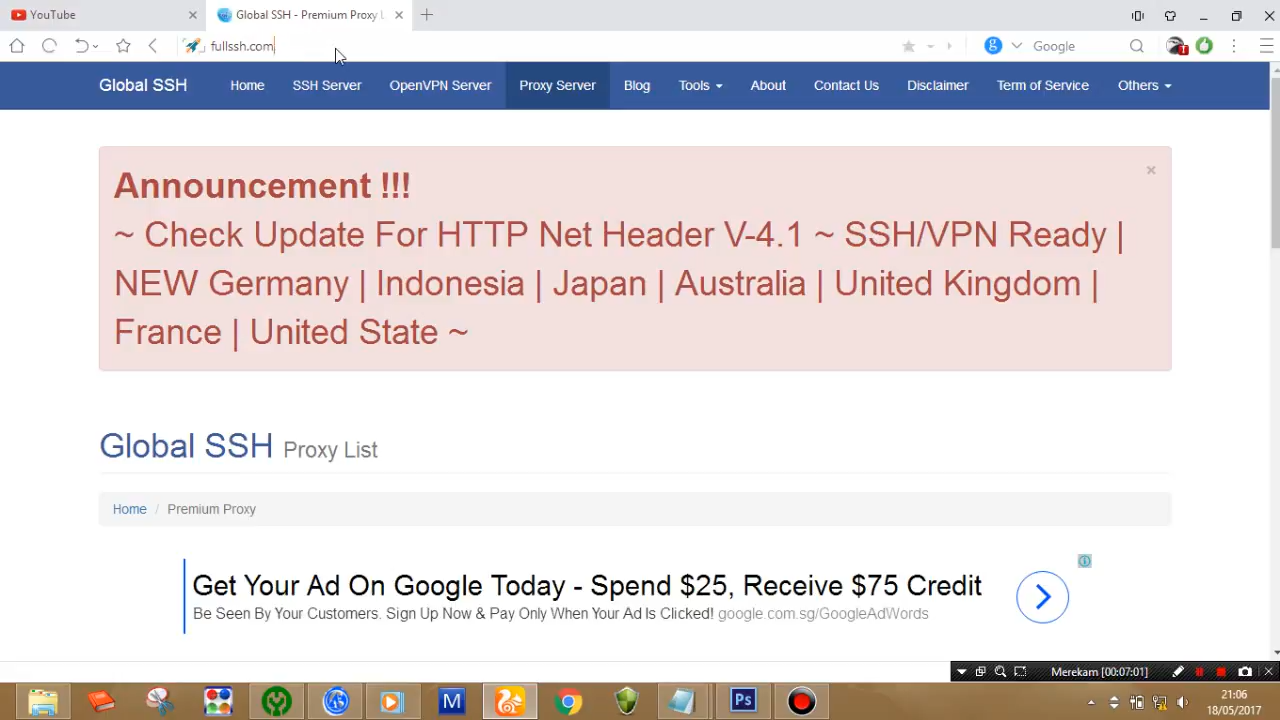 YouTube
Global SSH - Premium Proxy L
fullssh.com
Google
Global SSH Home SSH Server OpenVPN Server Proxy Server Blog Tools About Contact Us Disclaimer Term of Service Others
Announcement !!!
~ Check Update For HTTP Net Header V-4.1 ~ SSH/VPN Ready |
NEW Germany | Indonesia | Japan | Australia | United Kingdom |
France | United State ~
Global SSH Proxy List
Home / Premium Proxy
Get Your Ad On Google Today - Spend $25, Receive $75 Credit
Be Seen By Your Customers. Sign Up Now & Pay Only When Your Ad Is Clicked! google.com.sg/GoogleAdWords
Merekam [00:07:01]
M
Ps
21:06
18/05/2017